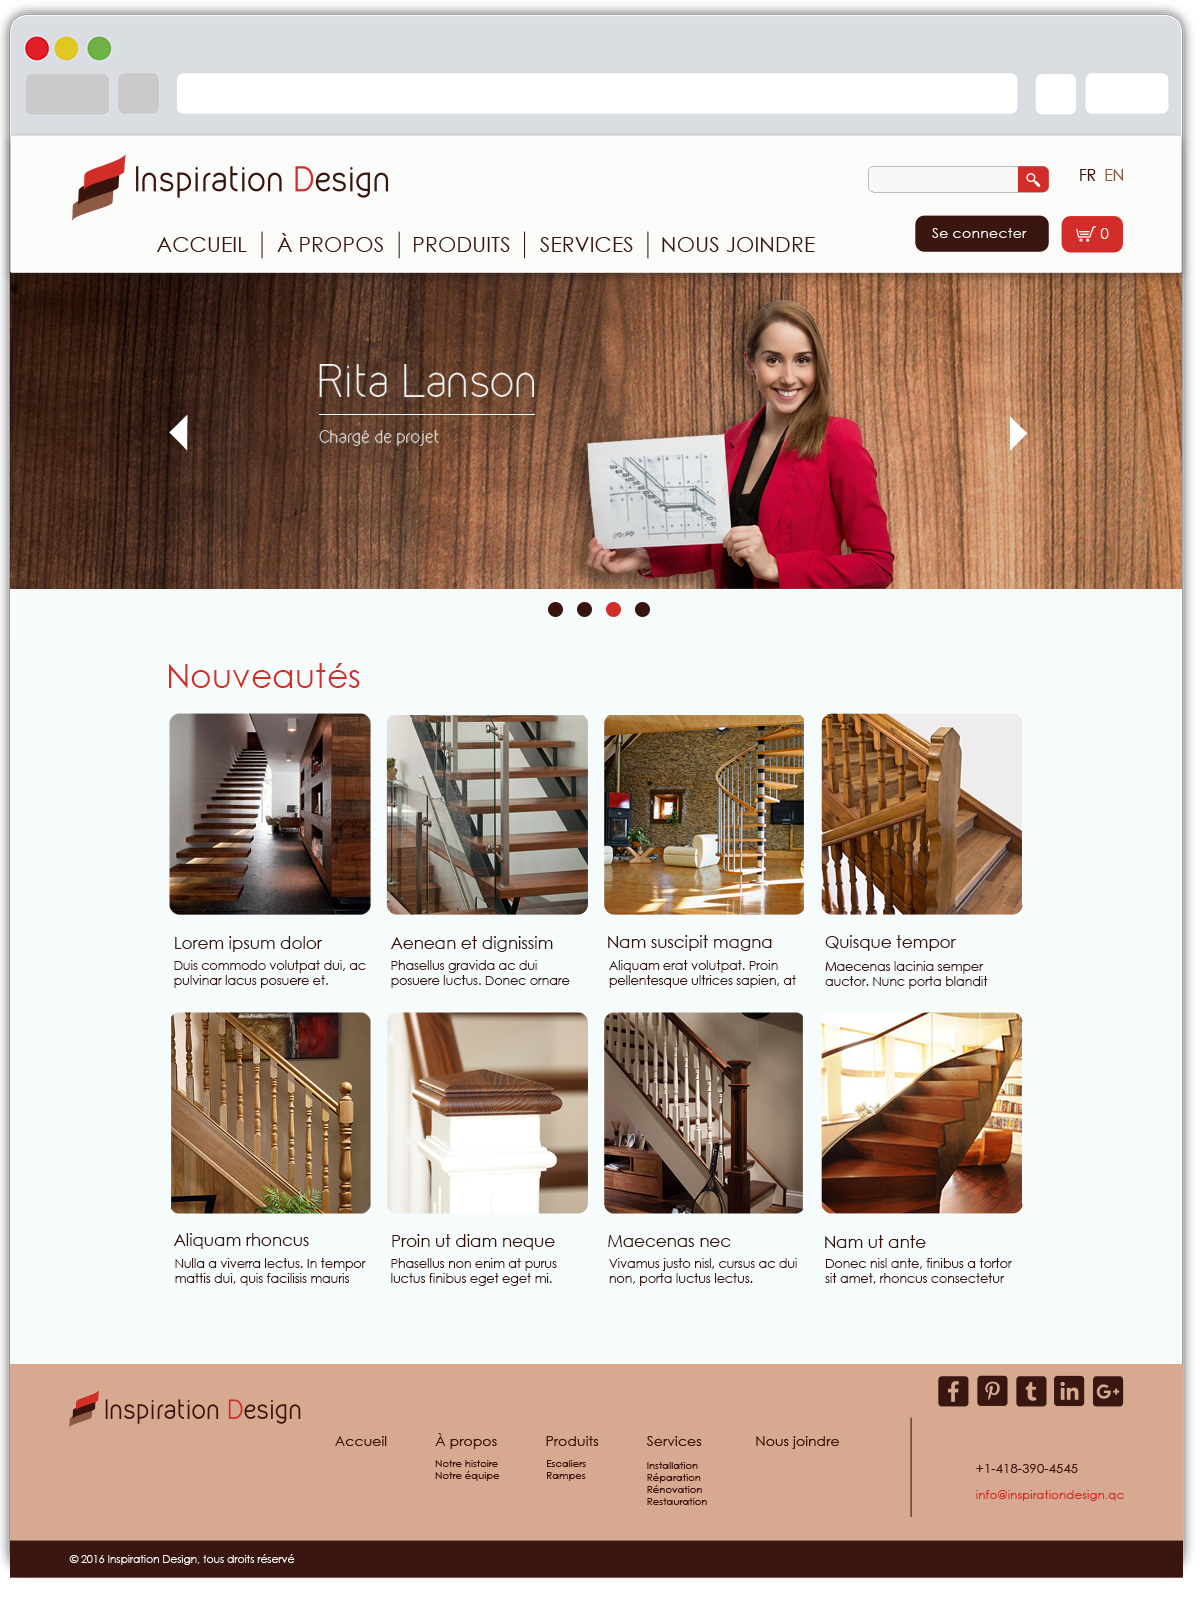 Inspiration Design
FR EN
Se connecter
0
ACCUEIL À PROPOS PRODUITS SERVICES NOUS JOINDRE
Rita Lanson
Chargé de projet
Nouveautés
Lorem ipsum dolor
Duis commodo volutpat dui, ac
pulvinar lacus posuere et.
Aenean et dignissim
Phasellus gravida ac dui
posuere luctus. Donec ornare
Nam suscipit magna
Aliquam erat volutpat. Proin
pellentesque ultrices sapien, at
Quisque tempor
Maecenas lacinia semper
auctor. Nunc porta blandit
Aliquam rhoncus
Nulla a viverra lectus. In tempor
mattis dui, quis facilisis mauris
Proin ut diam neque
Phasellus non enim at purus
luctus finibus eget eget mi.
Maecenas nec
Vivamus justo nisl, cursus ac dui
non, porta luctus lectus.
Nam ut ante
Donec nisl ante, finibus a tortor
sit amet, rhoncus consectetur
Inspiration Design
Accueil
À propos
Notre histoire
Notre équipe
Produits
Escaliers
Rampes
Services
Installation
Réparation
Rénovation
Restauration
Nous joindre
f P t in G+
+1-418-390-4545
info@inspirationdesign.qc
© 2016 Inspiration Design, tous droits réservé